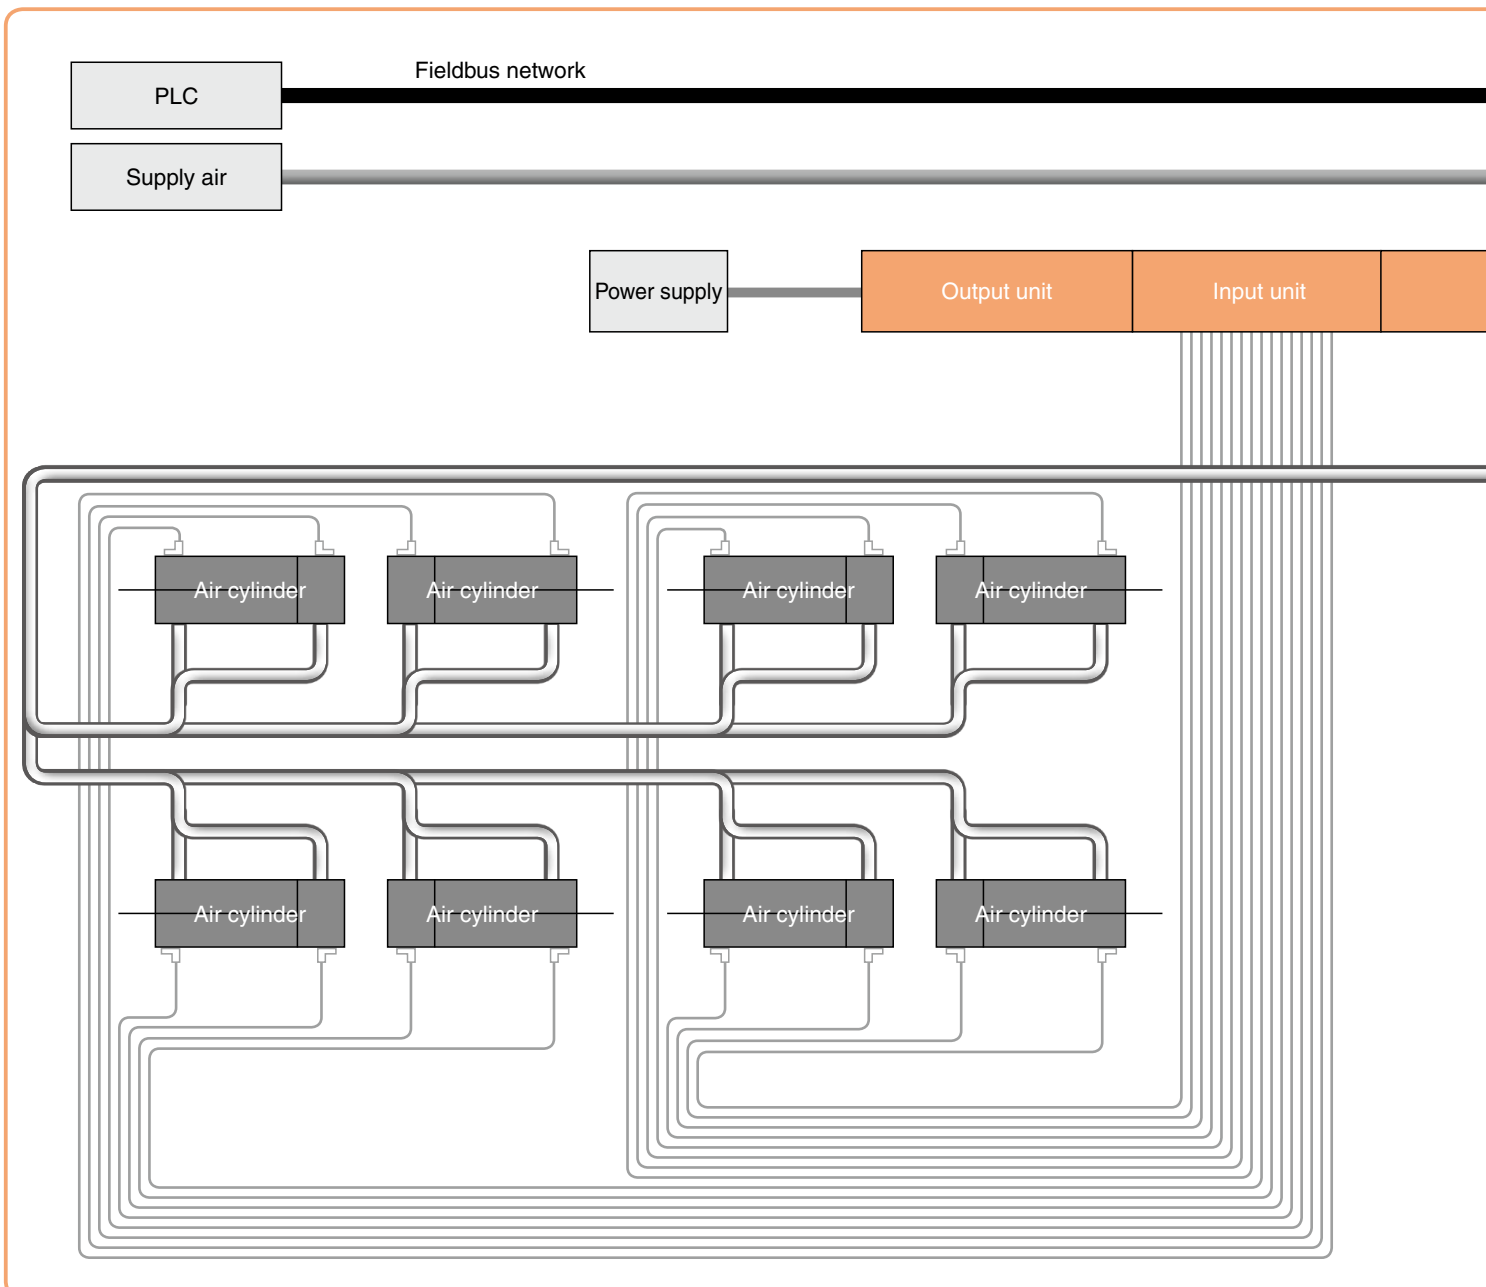 Fieldbus network
PLC
Supply air
Power supply
Output unit
Input unit
Air cylinder
Air cylinder
Air cylinder
Air cylinder
Air cylinder
Air cylinder
Air cylinder
Air cylinder